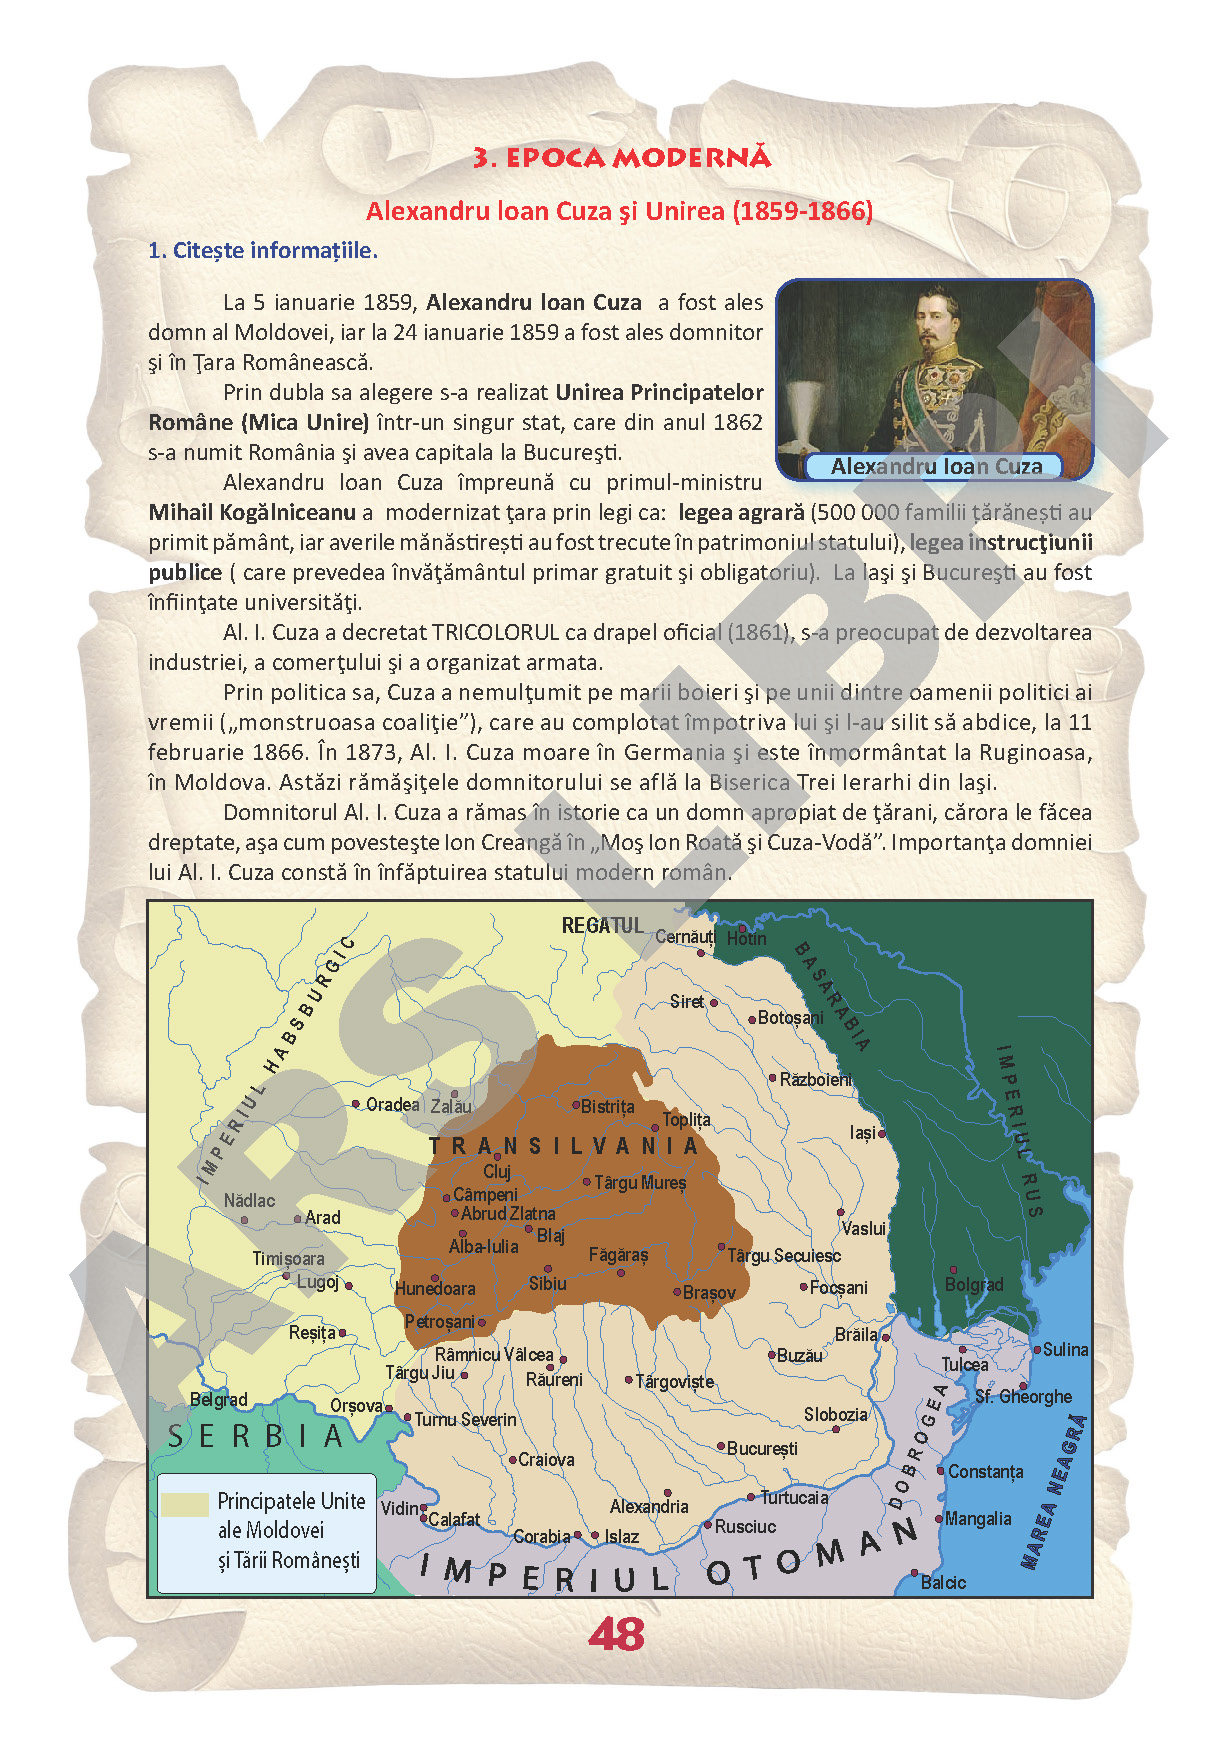 3. EPOCA MODERNĂ
Alexandru Ioan Cuza şi Unirea (1859-1866)
1. Citește informațiile.
La 5 ianuarie 1859, Alexandru Ioan Cuza a fost ales
domn al Moldovei, iar la 24 ianuarie 1859 a fost ales domnitor
şi în Ţara Românească.
Prin dubla sa alegere s-a realizat Unirea Principatelor
Române (Mica Unire) într-un singur stat, care din anul 1862
s-a numit România şi avea capitala la Bucureşti.
Alexandru Ioan Cuza împreună cu primul-ministru
Mihail Kogălniceanu a modernizat ţara prin legi ca: legea agrară (500 000 familii ţărăneşti au
primit pământ, iar averile mănăstireşti au fost trecute în patrimoniul statului), legea instrucţiunii
publice ( care prevedea învăţământul primar gratuit şi obligatoriu). La Iaşi şi Bucureşti au fost
înfiinţate universităţi.
Al. I. Cuza a decretat TRICOLORUL ca drapel oficial (1861), s-a preocupat de dezvoltarea
industriei, a comerţului şi a organizat armata.
Prin politica sa, Cuza a nemulţumit pe marii boieri şi pe unii dintre oamenii politici ai
vremii („monstruoasa coaliţie”), care au complotat împotriva lui şi l-au silit să abdice, la 11
februarie 1866. În 1873, Al. I. Cuza moare în Germania şi este înmormântat la Ruginoasa,
în Moldova. Astăzi rămăşiţele domnitorului se află la Biserica Trei Ierarhi din Iaşi.
Domnitorul Al. I. Cuza a rămas în istorie ca un domn apropiat de ţărani, cărora le făcea
dreptate, aşa cum povesteşte Ion Creangă în „Moş Ion Roată şi Cuza-Vodă”. Importanţa domniei
lui Al. I. Cuza constă în înfăptuirea statului modern român.
Alexandru Ioan Cuza
ARS LIBRI
REGATUL
Cernăuți
Hotin
IMPERIUL HABSBURGIC
BASARABIA
IMPERIUL RUS
Siret
Botoșani
Războieni
Oradea
Zalău
Bistrița
Toplița
Iași
TRANSILVANIA
Cluj
Târgu Mureș
Câmpeni
Nădlac
Arad
Abrud Zlatna
Blaj
Vaslui
Alba-Iulia
Făgăraș
Târgu Secuiesc
Timișoara
Lugoj
Hunedoara
Sibiu
Brașov
Focșani
Bolgrad
Petroșani
Reșița
Brăila
Sulina
Râmnicu Vâlcea
Buzău
Tulcea
Târgu Jiu
Răureni
Târgoviște
Sf. Gheorghe
Belgrad
Orșova
Turnu Severin
Slobozia
DOBROGEA
SERBIA
București
MAREA NEAGRĂ
Craiova
Constanța
Principatele Unite
ale Moldovei
și Tării Românești
Vidin
Calafat
Alexandria
Turtucaia
Mangalia
Corabia
Islaz
Rusciuc
IMPERIUL OTOMAN
Balcic
48